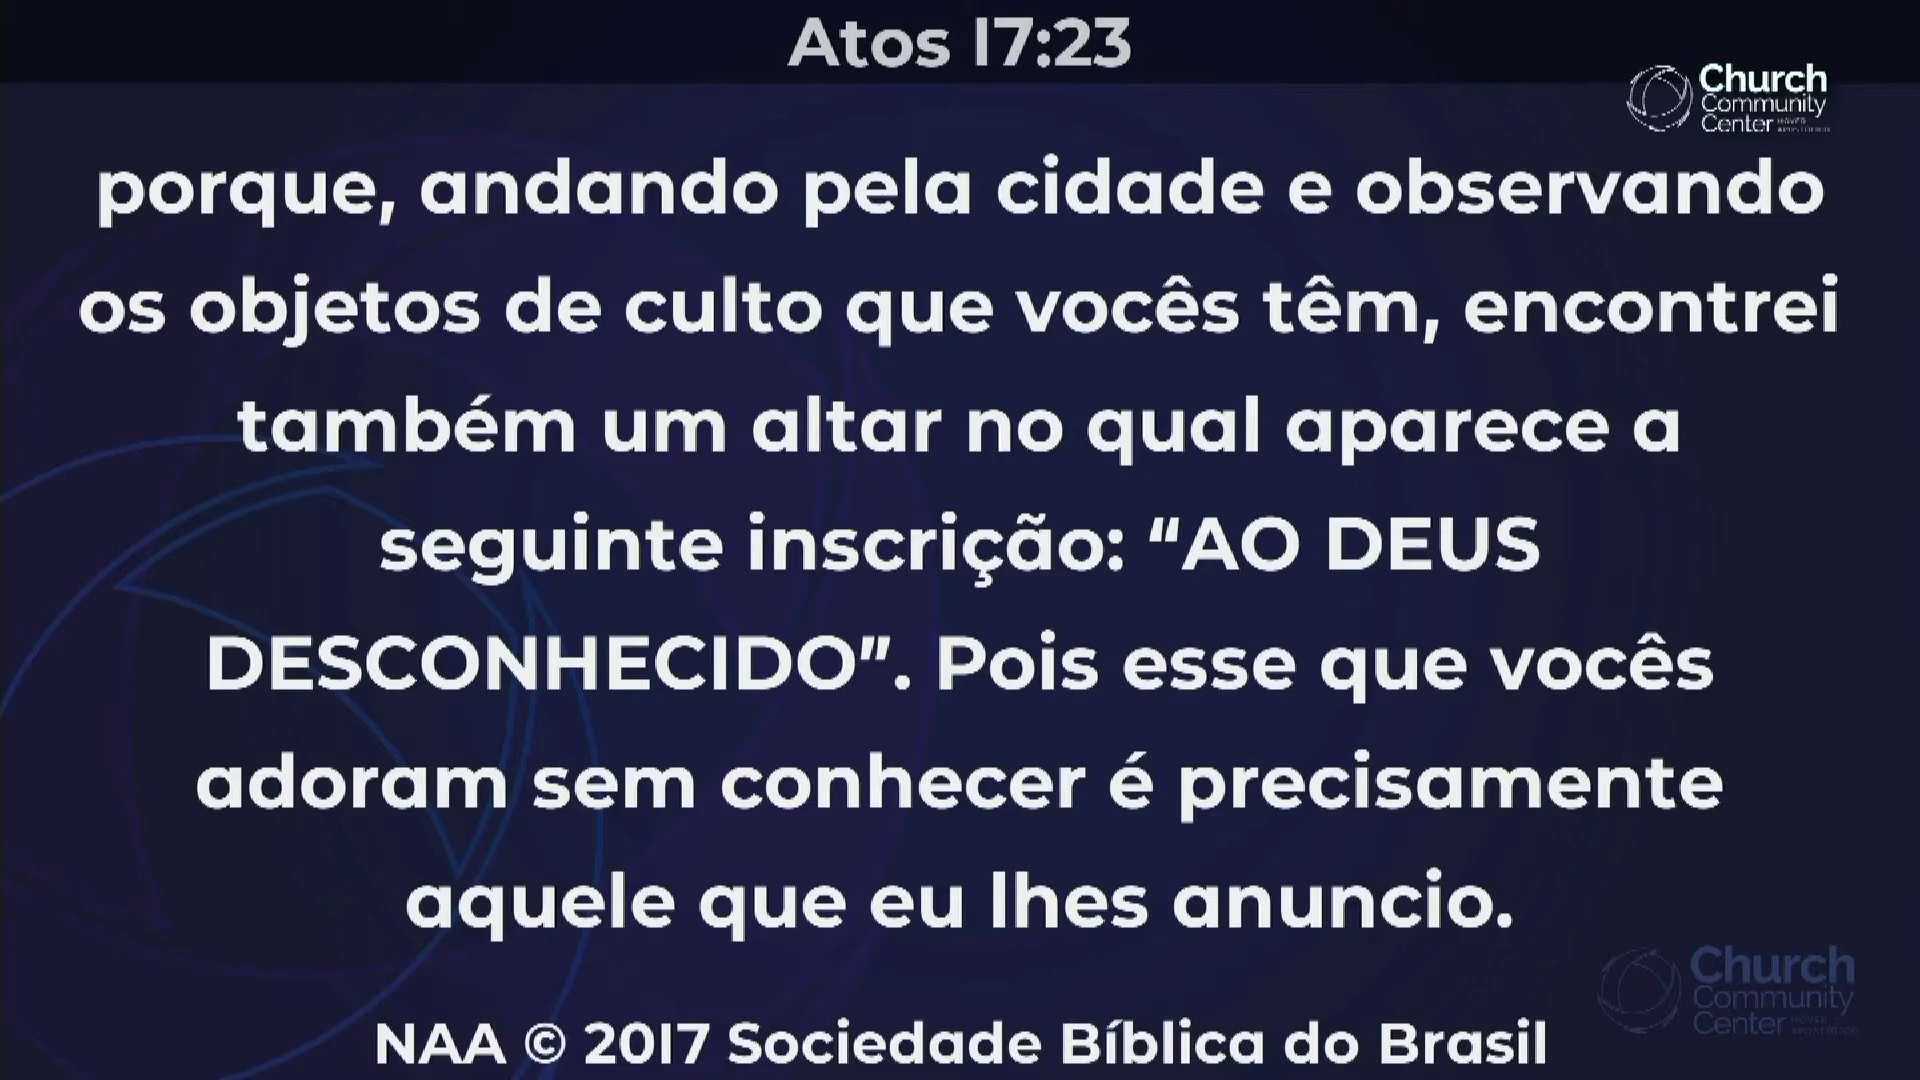 Atos 17:23
Church
Community
Center
porque, andando pela cidade e observando
os objetos de culto que vocês têm, encontrei
também um altar no qual aparece a
seguinte inscrição: “AO DEUS
DESCONHECIDO”. Pois esse que vocês
adoram sem conhecer é precisamente
aquele que eu lhes anuncio.
Church
Community
Center
NAA © 2017 Sociedade Bíblica do Brasil